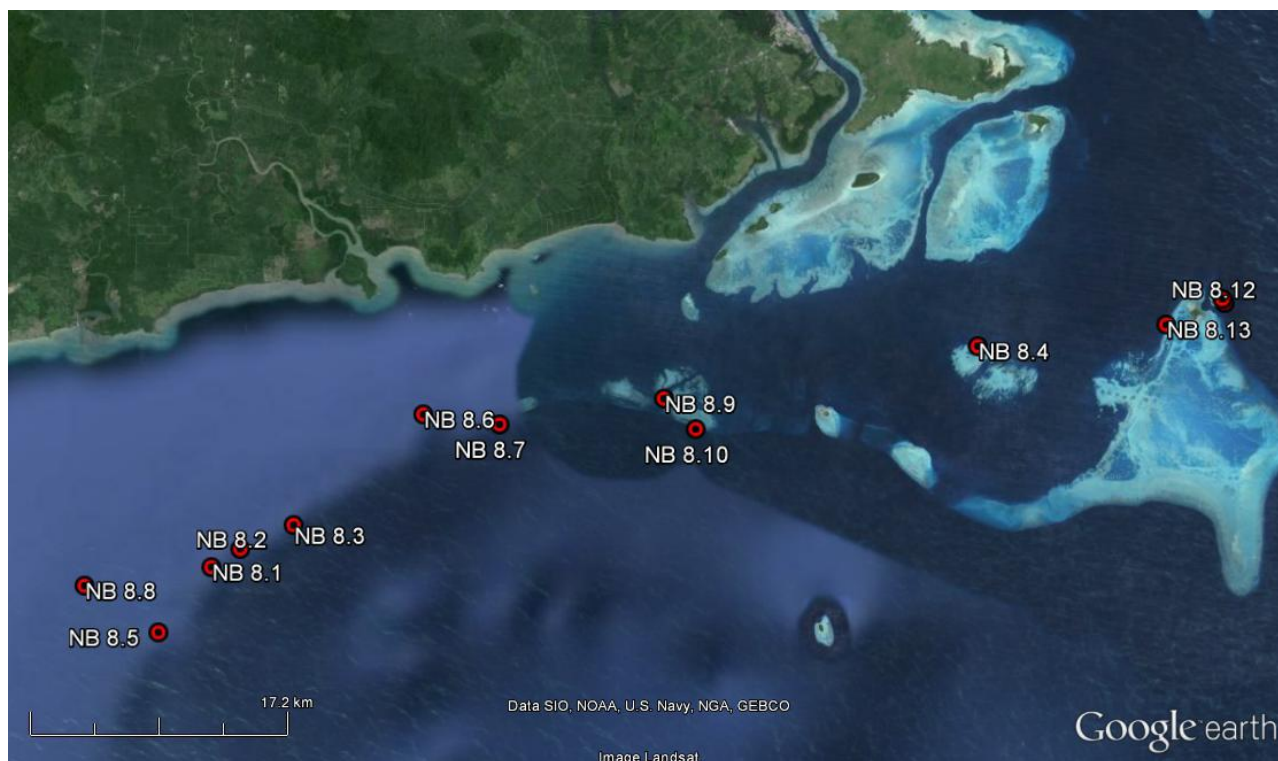 NB 8.12
NB 8.13
NB 8.4
NB 8.9
NB 8.6
NB 8.7
NB 8.10
NB 8.3
NB 8.2
NB 8.1
NB 8.8
NB 8.5
17.2 km
Data SIO, NOAA, U.S. Navy, NGA, GEBCO
Google earth
Image Landsat